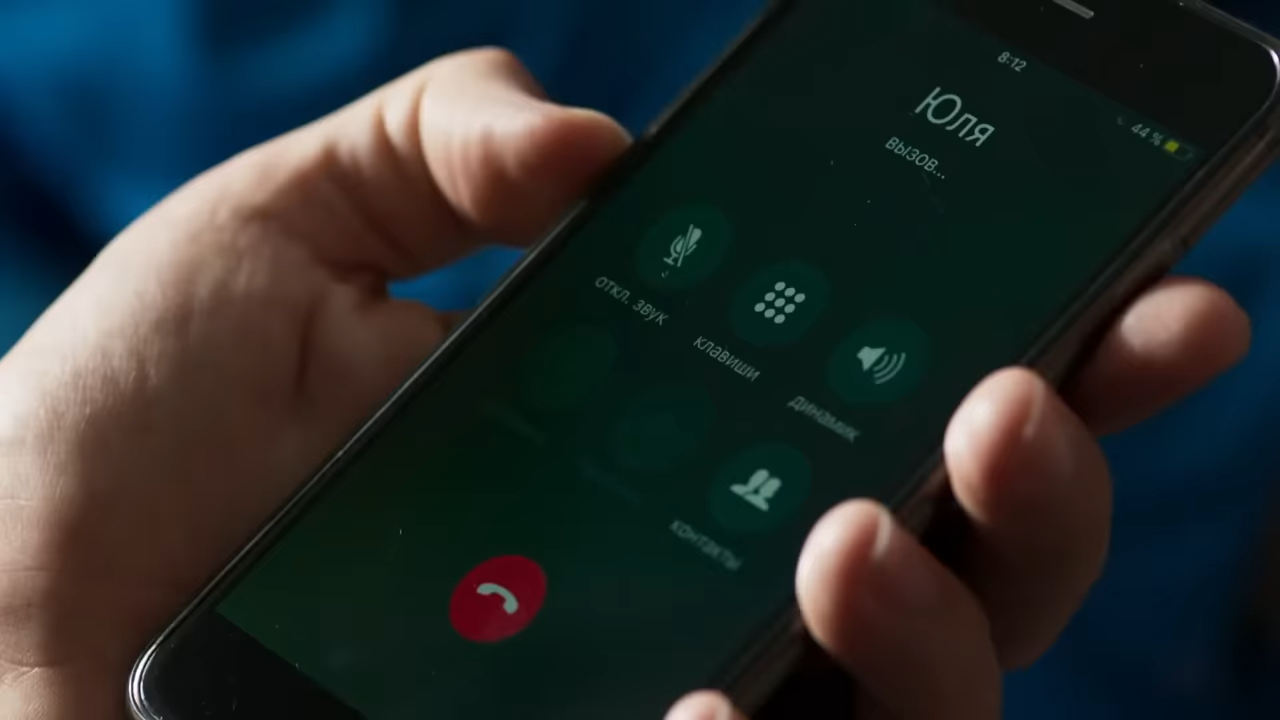 8:12
44 %
Юля
вызов...
откл. звук
клавиши
динамик
контакты